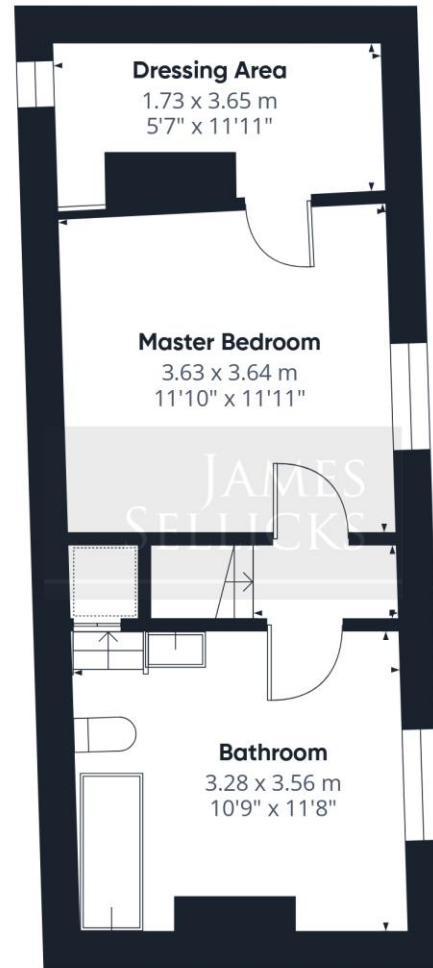 Dressing Area
1.73 x 3.65 m
5'7" x 11'11"
Master Bedroom
3.63 x 3.64 m
11'10" x 11'11"
JAMES
SELLICKS
Bathroom
3.28 x 3.56 m
10'9" x 11'8"